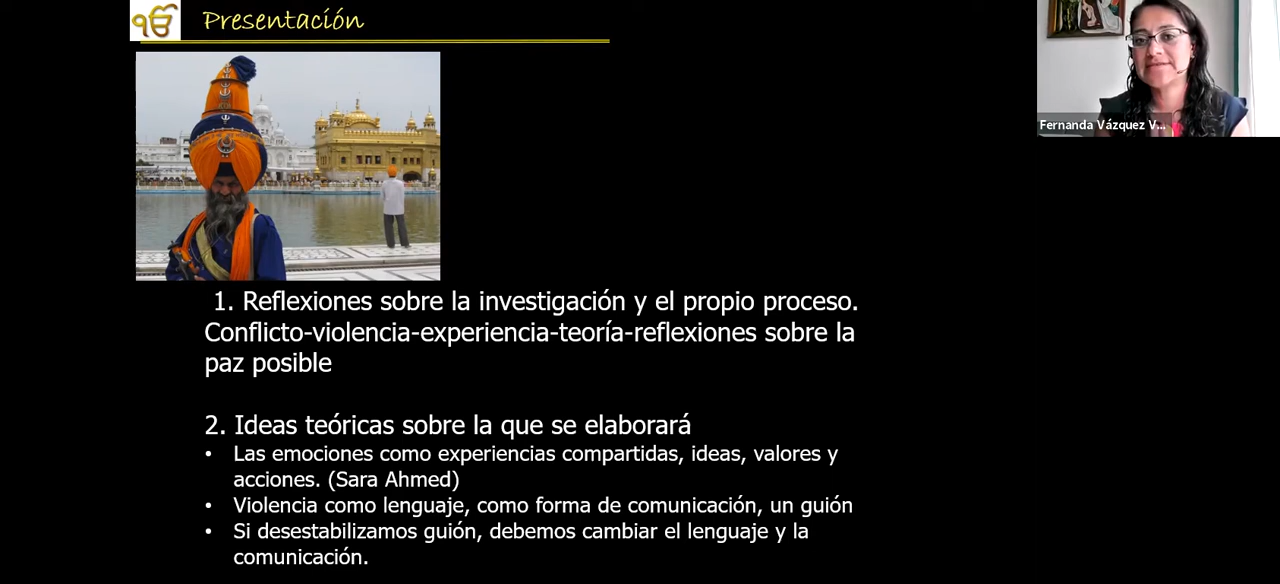 ੴ Presentación
Fernanda Vázquez V...
1. Reflexiones sobre la investigación y el propio proceso.
Conflicto-violencia-experiencia-teoría-reflexiones sobre la
paz posible
2. Ideas teóricas sobre la que se elaborará
• Las emociones como experiencias compartidas, ideas, valores y
acciones. (Sara Ahmed)
• Violencia como lenguaje, como forma de comunicación, un guión
• Si desestabilizamos guión, debemos cambiar el lenguaje y la
comunicación.